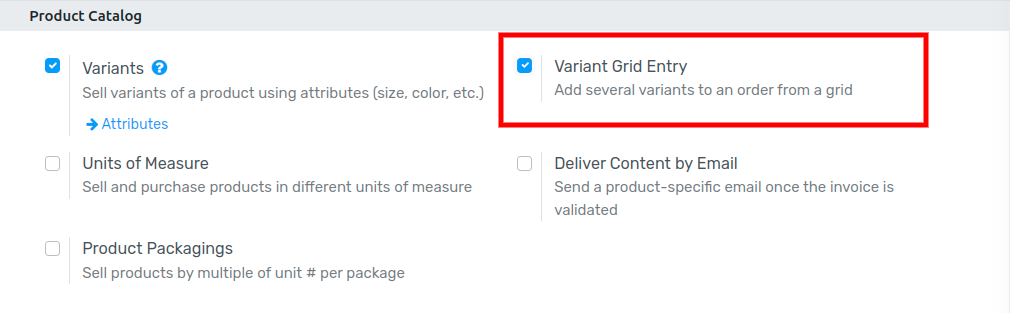 Product Catalog
Variants
Sell variants of a product using attributes (size, color, etc.)
Attributes
Variant Grid Entry
Add several variants to an order from a grid
Units of Measure
Sell and purchase products in different units of measure
Deliver Content by Email
Send a product-specific email once the invoice is
validated
Product Packagings
Sell products by multiple of unit # per package